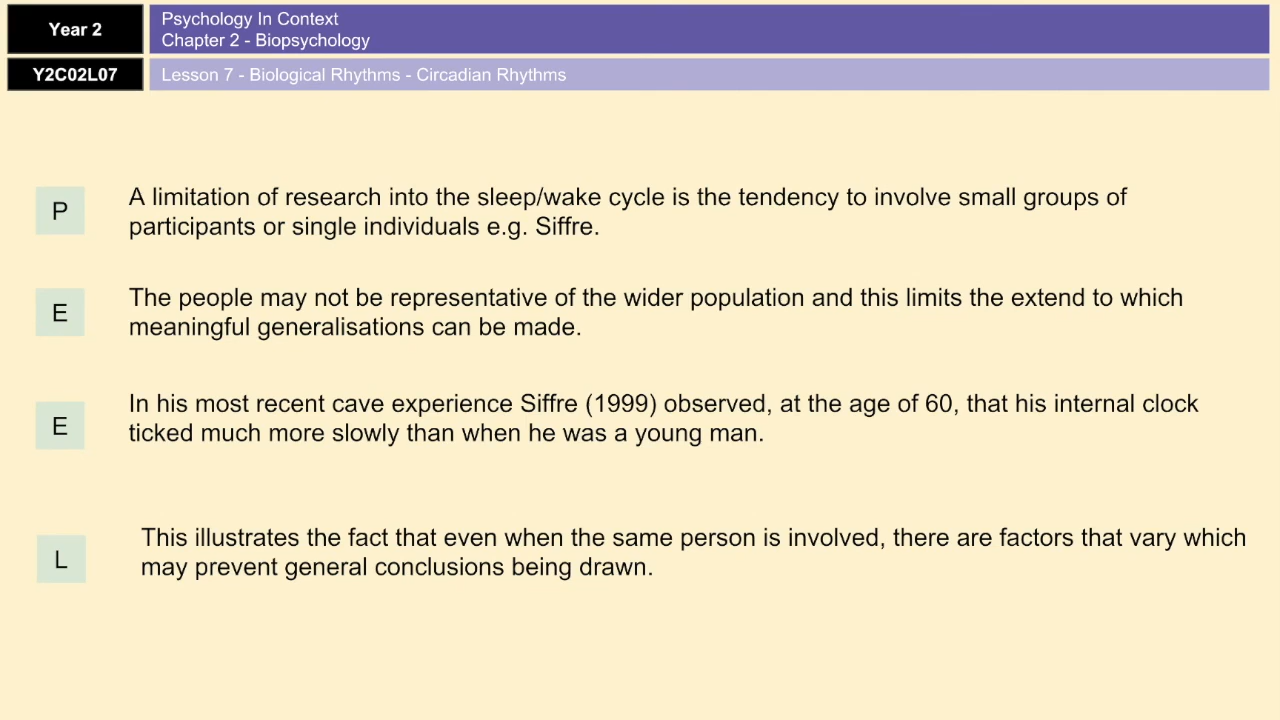 Year 2
Psychology In Context
Chapter 2 - Biopsychology
Y2C02L07
Lesson 7 - Biological Rhythms - Circadian Rhythms
P
A limitation of research into the sleep/wake cycle is the tendency to involve small groups of
participants or single individuals e.g. Siffre.
E
The people may not be representative of the wider population and this limits the extend to which
meaningful generalisations can be made.
E
In his most recent cave experience Siffre (1999) observed, at the age of 60, that his internal clock
ticked much more slowly than when he was a young man.
L
This illustrates the fact that even when the same person is involved, there are factors that vary which
may prevent general conclusions being drawn.